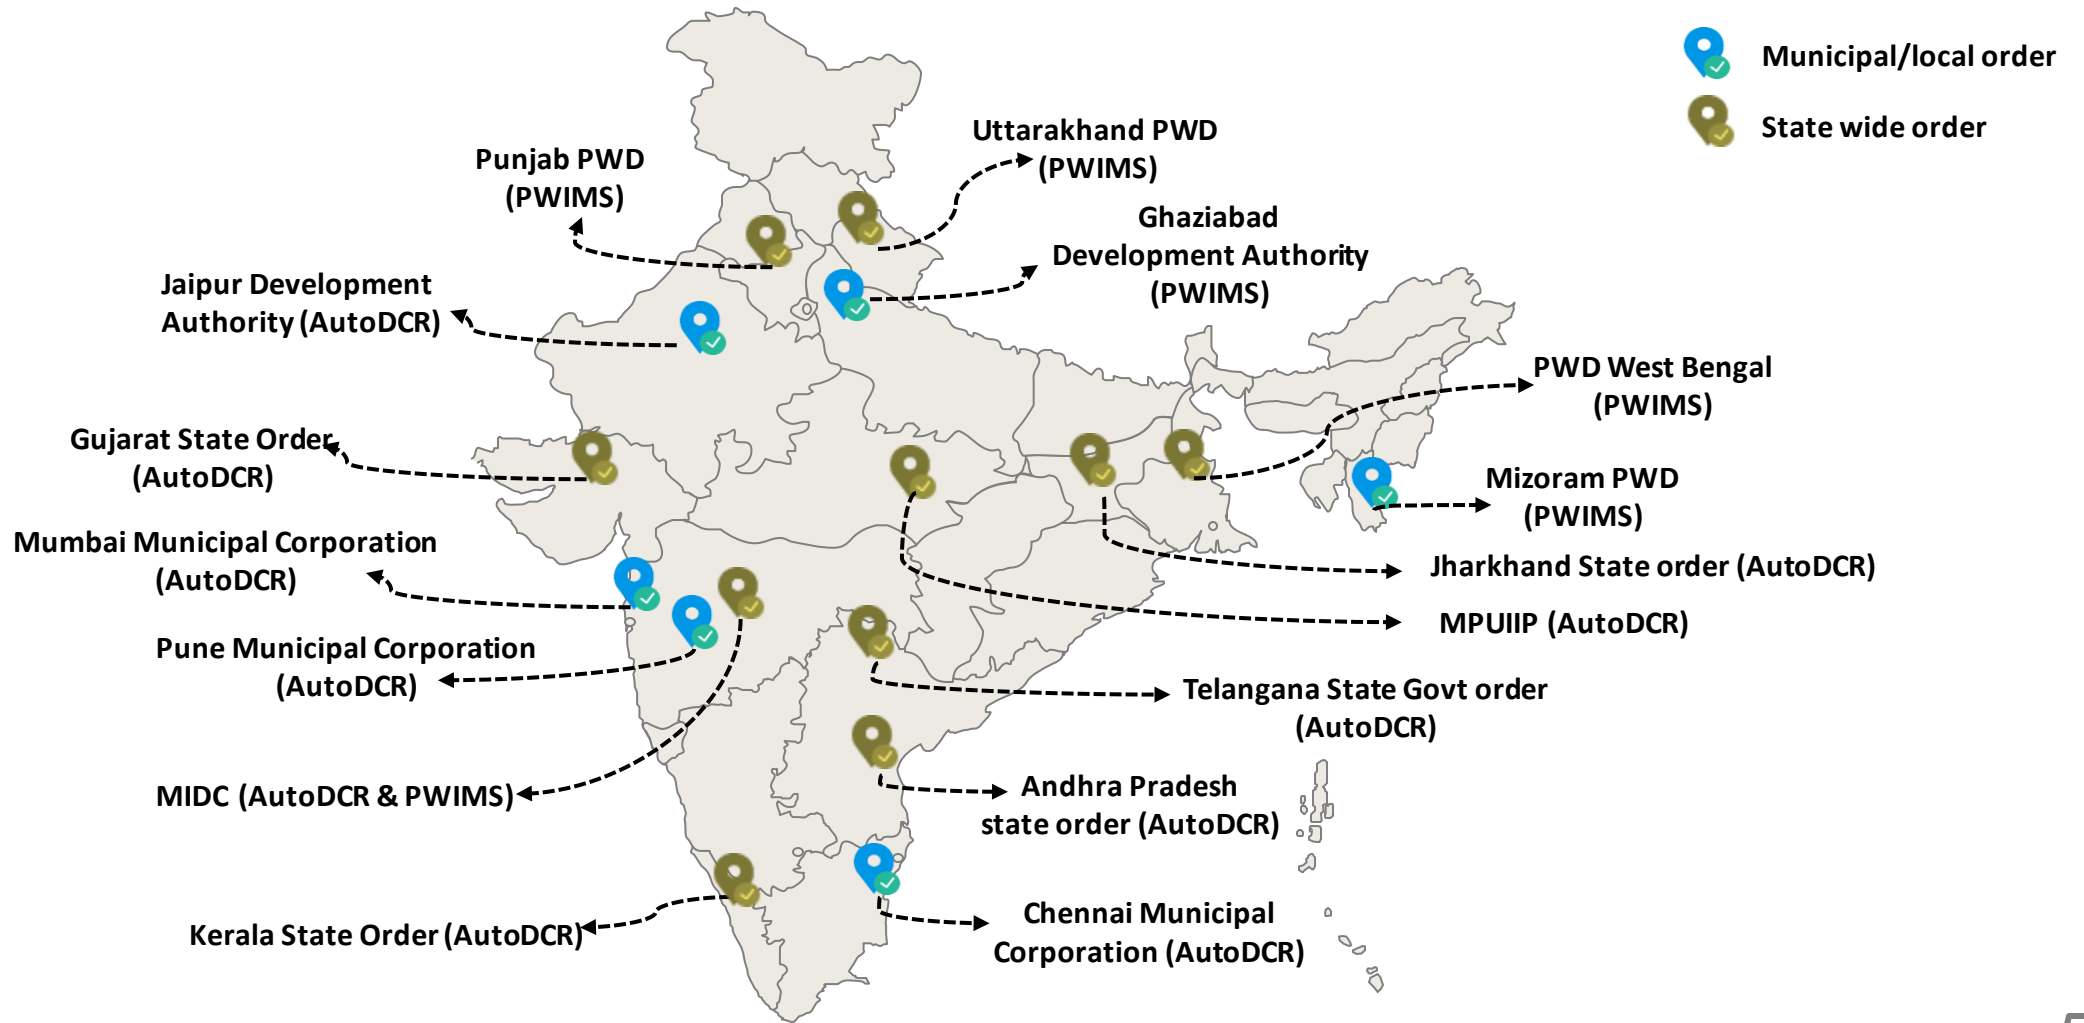 Municipal/local order
State wide order
Uttarakhand PWD
(PWIMS)
Punjab PWD
(PWIMS)
Ghaziabad
Development Authority
(PWIMS)
Jaipur Development
Authority (AutoDCR)
PWD West Bengal
(PWIMS)
Gujarat State Order
(AutoDCR)
Mizoram PWD
(PWIMS)
Mumbai Municipal Corporation
(AutoDCR)
Jharkhand State order (AutoDCR)
MPUIIP (AutoDCR)
Pune Municipal Corporation
(AutoDCR)
Telangana State Govt order
(AutoDCR)
MIDC (AutoDCR & PWIMS)
Andhra Pradesh
state order (AutoDCR)
Kerala State Order (AutoDCR)
Chennai Municipal
Corporation (AutoDCR)